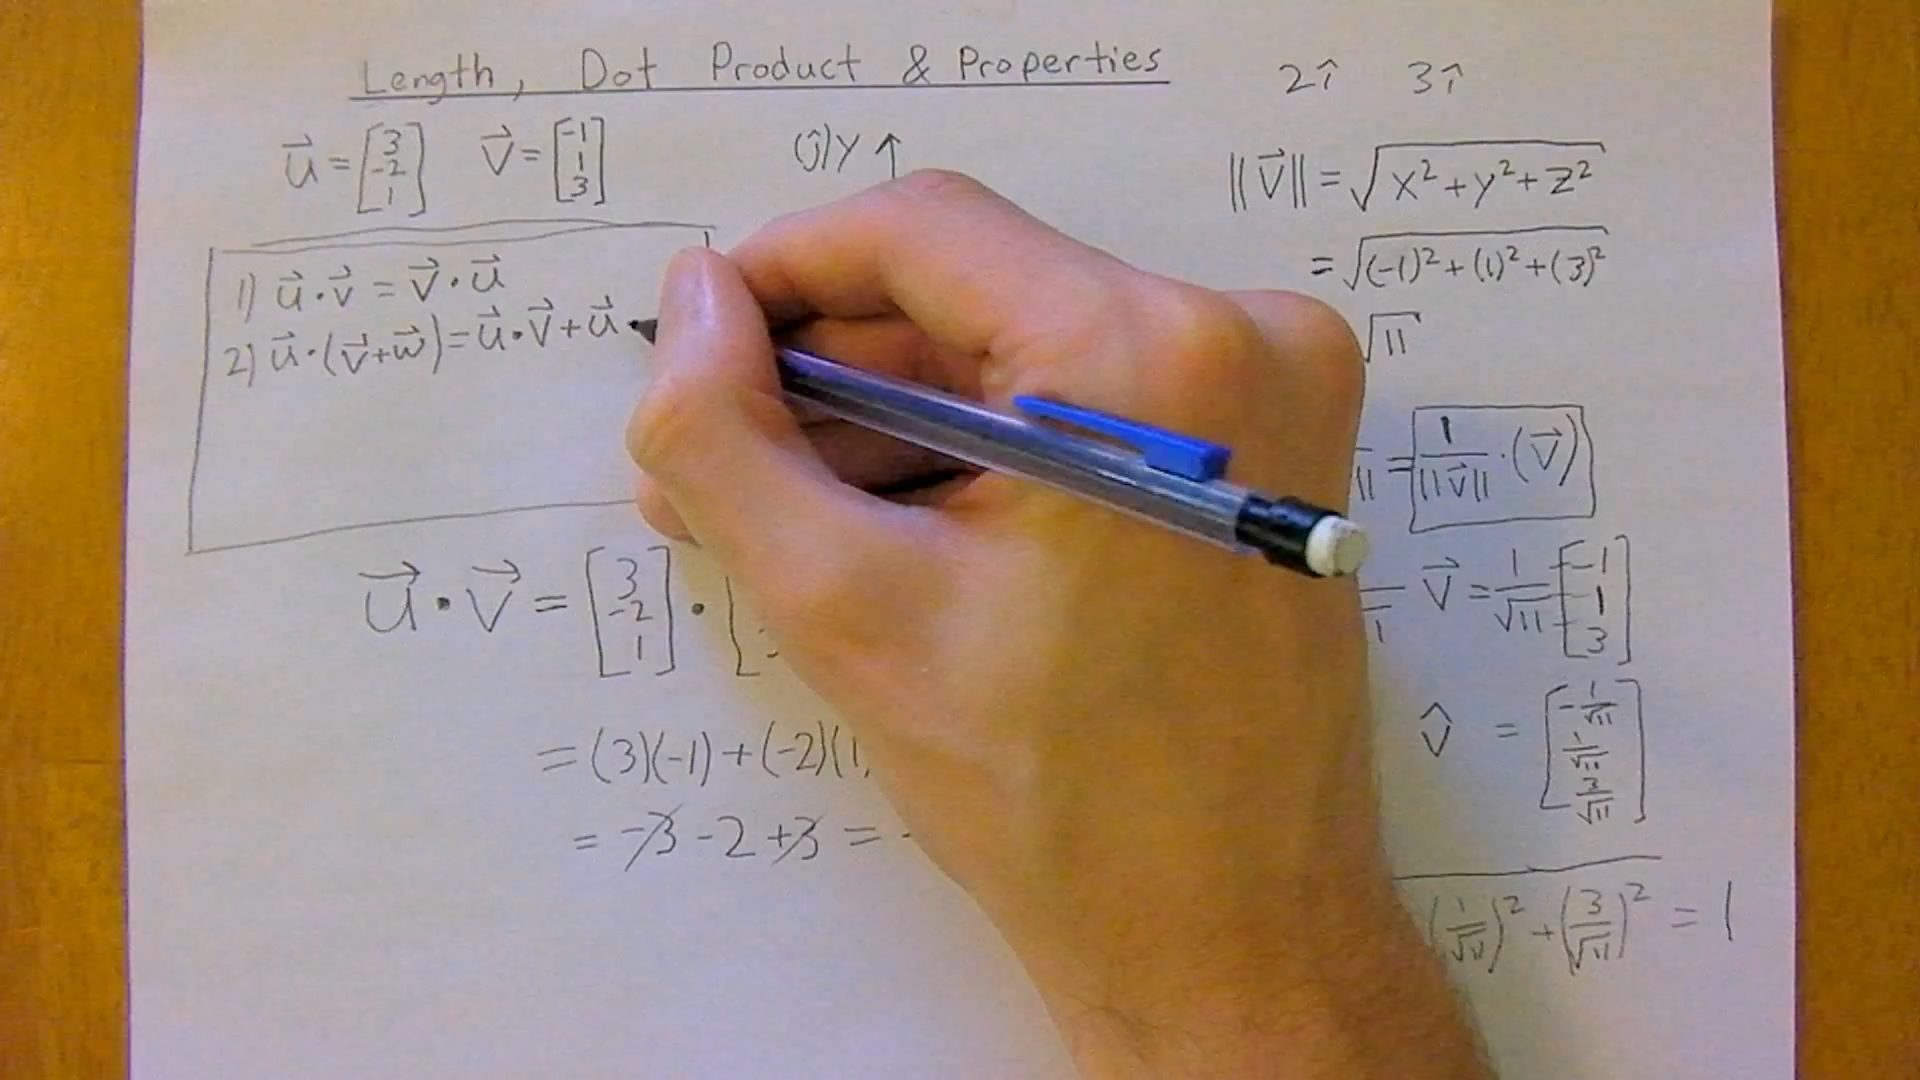 Length, Dot Product & Properties
2î 3î
u⃗ = [3 -2 1] v⃗ = [-1 1 3]
(ĵ)y ↑
||v⃗|| = √(x² + y² + z²)
= √((-1)² + (1)² + (3)²)
√11
1) u⃗ · v⃗ = v⃗ · u⃗
2) u⃗ · (v⃗ + w⃗) = u⃗ · v⃗ + u⃗ ·
|| = 1/||v⃗|| · (v⃗)
u⃗ · v⃗ = [3 -2 1] · [
v⃗ = 1/√11 [-1 1 3]
v̂ = [-1/√11 1/√11 3/√11]
= (3)(-1) + (-2)(1
= -3 - 2 + 3 = -
(1/√11)² + (3/√11)² = 1